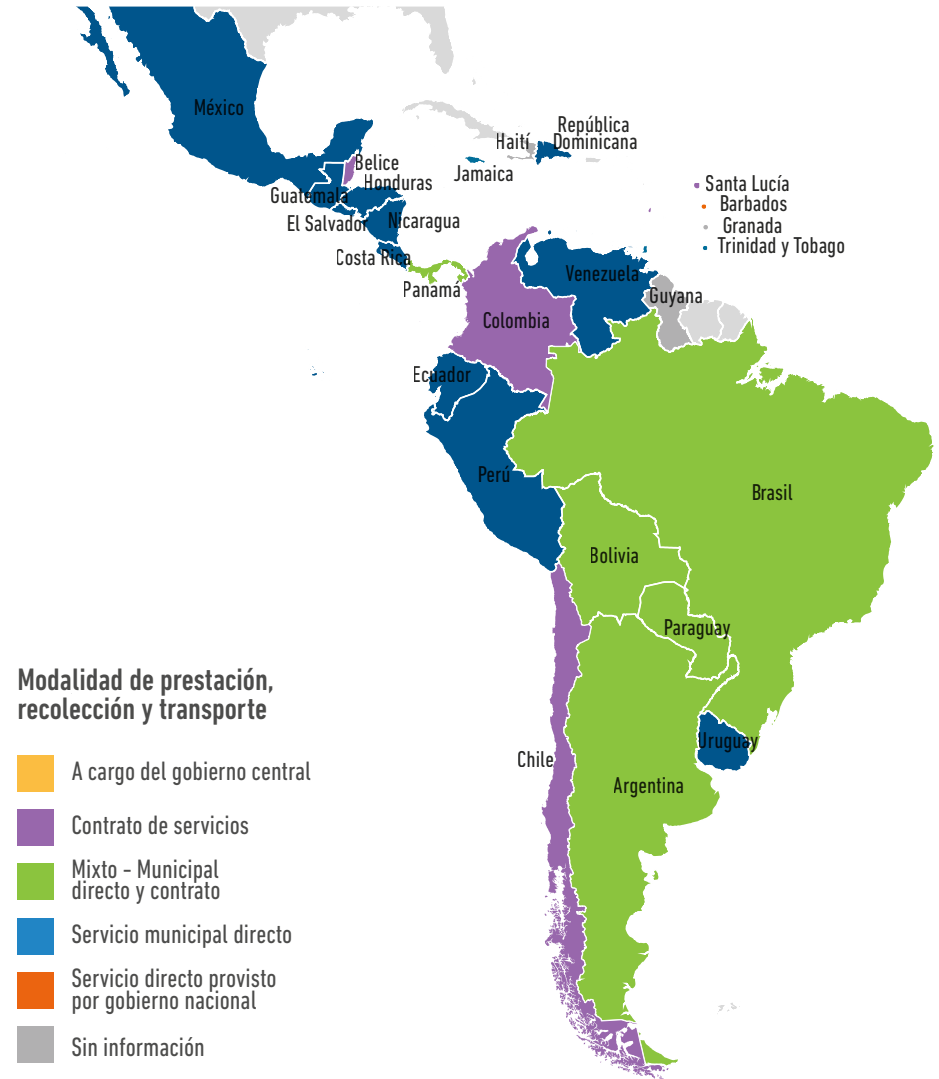 México
República
Haití
Dominicana
Belice
Jamaica
Santa Lucía
Honduras
Guatemala
Barbados
El Salvador
Nicaragua
Granada
Trinidad y Tobago
Costa Rica
Venezuela
Panamá
Guyana
Colombia
Ecuador
Perú
Brasil
Bolivia
Paraguay
Modalidad de prestación,
recolección y transporte
Uruguay
Chile
A cargo del gobierno central
Argentina
Contrato de servicios
Mixto - Municipal
directo y contrato
Servicio municipal directo
Servicio directo provisto
por gobierno nacional
Sin información